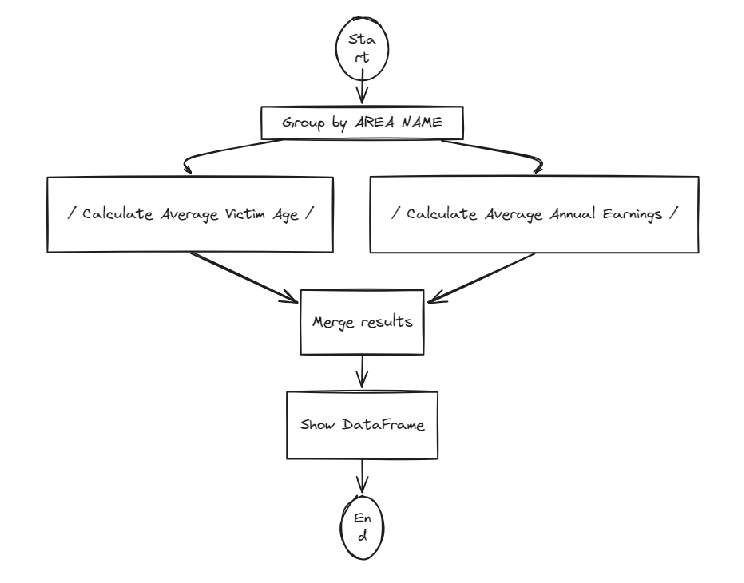 Sta
rt
Group by AREA NAME
/ Calculate Average Victim Age /
/ Calculate Average Annual Earnings /
Merge results
Show DataFrame
En
d